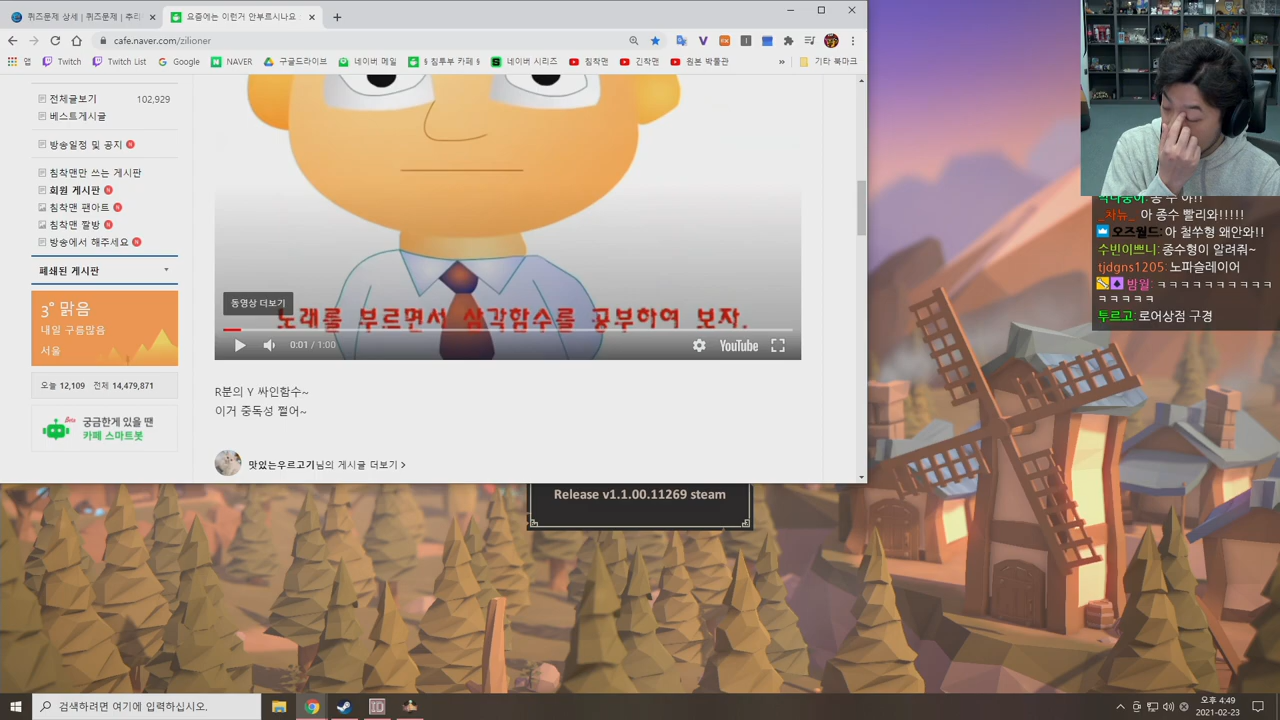 퀴즈문제 상세 | 퀴즈문제 | 추리
요즘에는 이런거 안부르시나요
cafe.naver.com/zilioner
앱
Twitch
Twitch List
Google
NAVER
구글드라이브
네이버 메일
§ 침투부 카페 §
네이버 시리즈
침착맨
긴착맨
원본 박물관
기타 북마크
전체글보기 102,929
베스트게시글
방송일정 및 공지
침착맨만 쓰는 게시판
회원 게시판
침착맨 팬아트
침착맨 짤방
방송에서 해주세요
폐쇄된 게시판
3° 맑음
내일 구름많음
서울
오늘 12,109 전체 14,479,871
궁금한게 있을 땐
카페 스마트봇
동영상 더보기
노래를 부르면서 삼각함수를 공부하여 보자.
0:01 / 1:00
YouTube
R분의 Y 싸인함수~
이거 중독성 쩔어~
맛있는우르고기님의 게시글 더보기 >
_차뉴_ 아 종수 빨리와!!!!!
오즈월드: 아 철쑤형 왜안와!!
수빈이쁘니: 종수형이 알려줘~
tjdgns1205: 노파슬레이어
밤월: ㅋㅋㅋㅋㅋㅋㅋㅋㅋㅋ
ㅋㅋㅋㅋㅋ
투르고: 로어상점 구경
Release v1.1.00.11269 steam
검색하려면 여기에 입력하십시오.
오후 4:49
2021-02-23